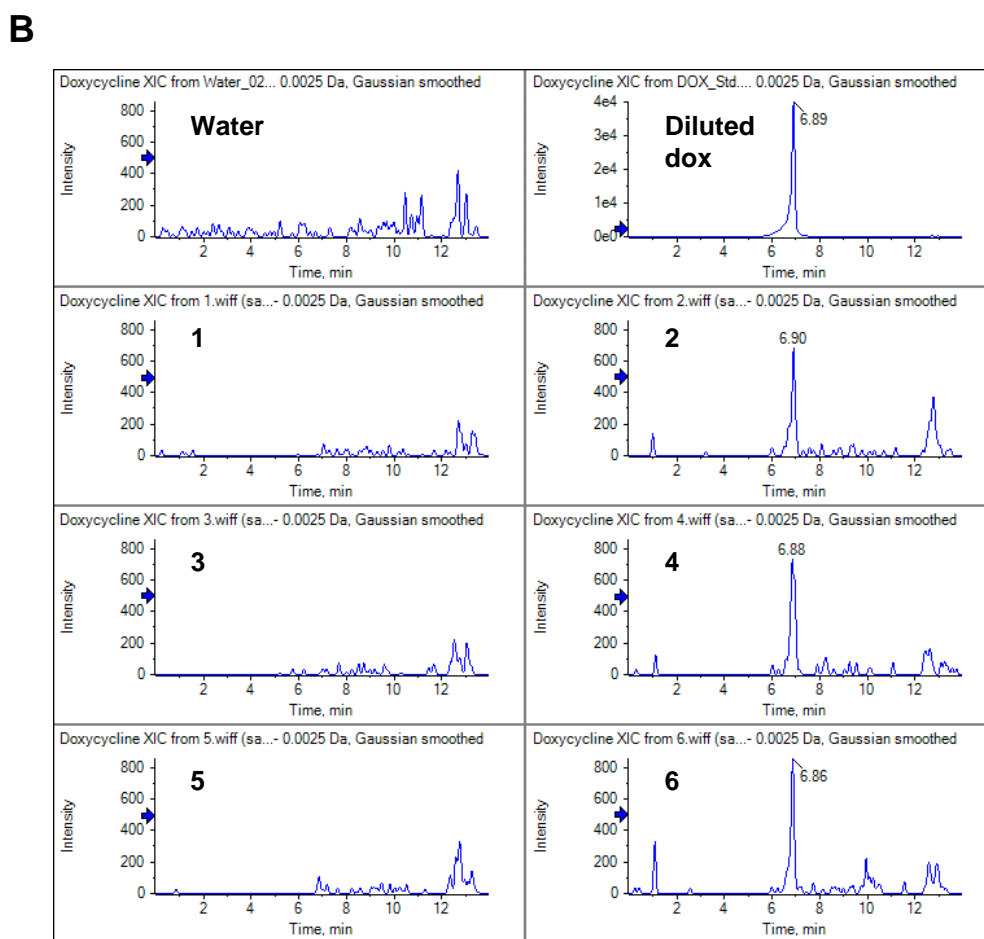 B
Doxycycline XIC from Water_02... 0.0025 Da, Gaussian smoothed
Water
Intensity
800
600
400
200
0
2 4 6 8 10 12
Time, min
Doxycycline XIC from DOX_Std.... 0.0025 Da, Gaussian smoothed
Diluted
dox
6.89
Intensity
4e4
3e4
2e4
1e4
0e0
2 4 6 8 10 12
Time, min
Doxycycline XIC from 1.wiff (sa...- 0.0025 Da, Gaussian smoothed
1
Intensity
800
600
400
200
0
2 4 6 8 10 12
Time, min
Doxycycline XIC from 2.wiff (sa...- 0.0025 Da, Gaussian smoothed
2
6.90
Intensity
800
600
400
200
0
2 4 6 8 10 12
Time, min
Doxycycline XIC from 3.wiff (sa...- 0.0025 Da, Gaussian smoothed
3
Intensity
800
600
400
200
0
2 4 6 8 10 12
Time, min
Doxycycline XIC from 4.wiff (sa...- 0.0025 Da, Gaussian smoothed
4
6.88
Intensity
800
600
400
200
0
2 4 6 8 10 12
Time, min
Doxycycline XIC from 5.wiff (sa...- 0.0025 Da, Gaussian smoothed
5
Intensity
800
600
400
200
0
2 4 6 8 10 12
Time, min
Doxycycline XIC from 6.wiff (sa...- 0.0025 Da, Gaussian smoothed
6
6.86
Intensity
800
600
400
200
0
2 4 6 8 10 12
Time, min